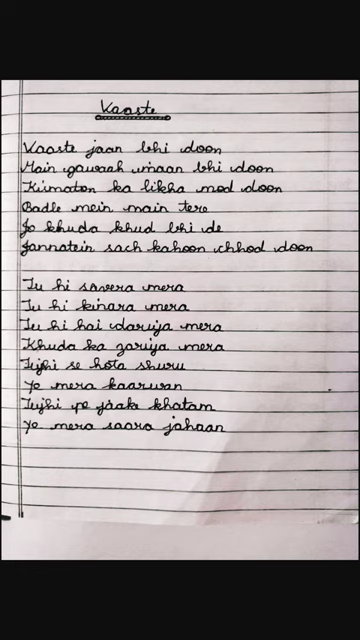 Vaaste
Vaaste jaan bhi doon
Main gawaah imaan bhi doon
Kismaton ka likha mod doon
Badle mein main tere
Jo khuda khud bhi de
Jannatein sach kahoon chhod doon
Tu hi savera mera
Tu hi kinara mera
Tu hi hai dariya mera
Khuda ka zariya mera
Tujhi se hota shuru
Yo mera kaarwan
Tujhi pe jaake khatam
Yo mera saara jahaan